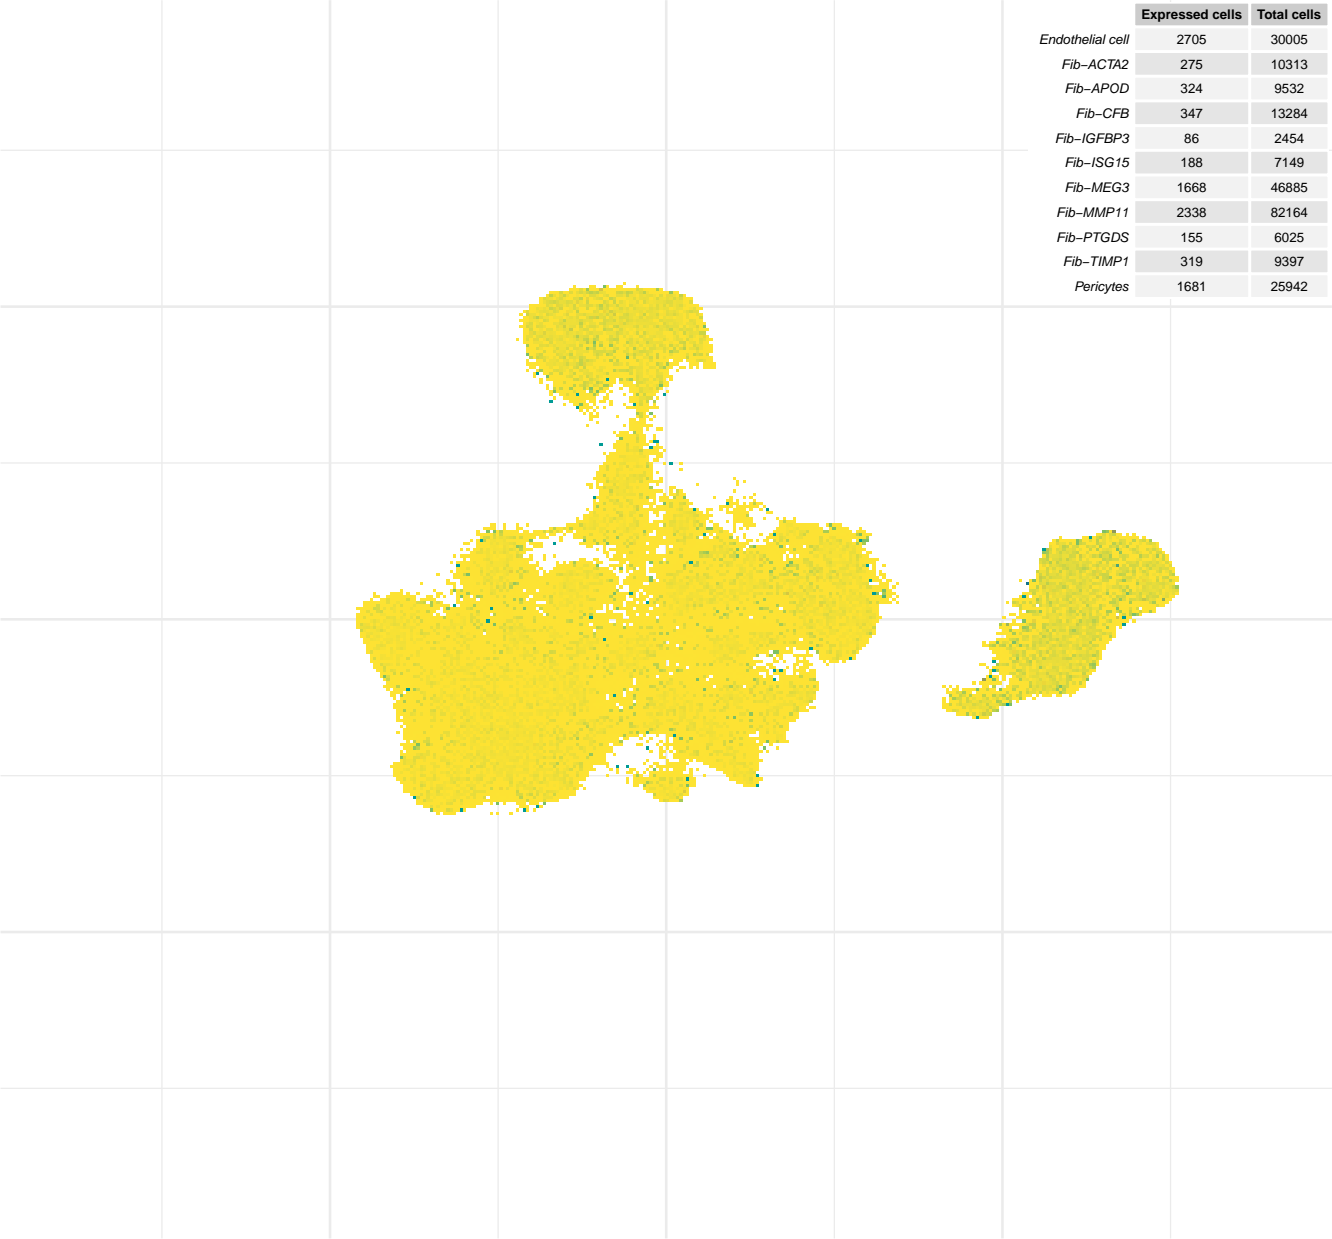 Expressed cells Total cells
Endothelial cell 2705 30005
Fib−ACTA2 275 10313
Fib−APOD 324 9532
Fib−CFB 347 13284
Fib−IGFBP3 86 2454
Fib−ISG15 188 7149
Fib−MEG3 1668 46885
Fib−MMP11 2338 82164
Fib−PTGDS 155 6025
Fib−TIMP1 319 9397
Pericytes 1681 25942